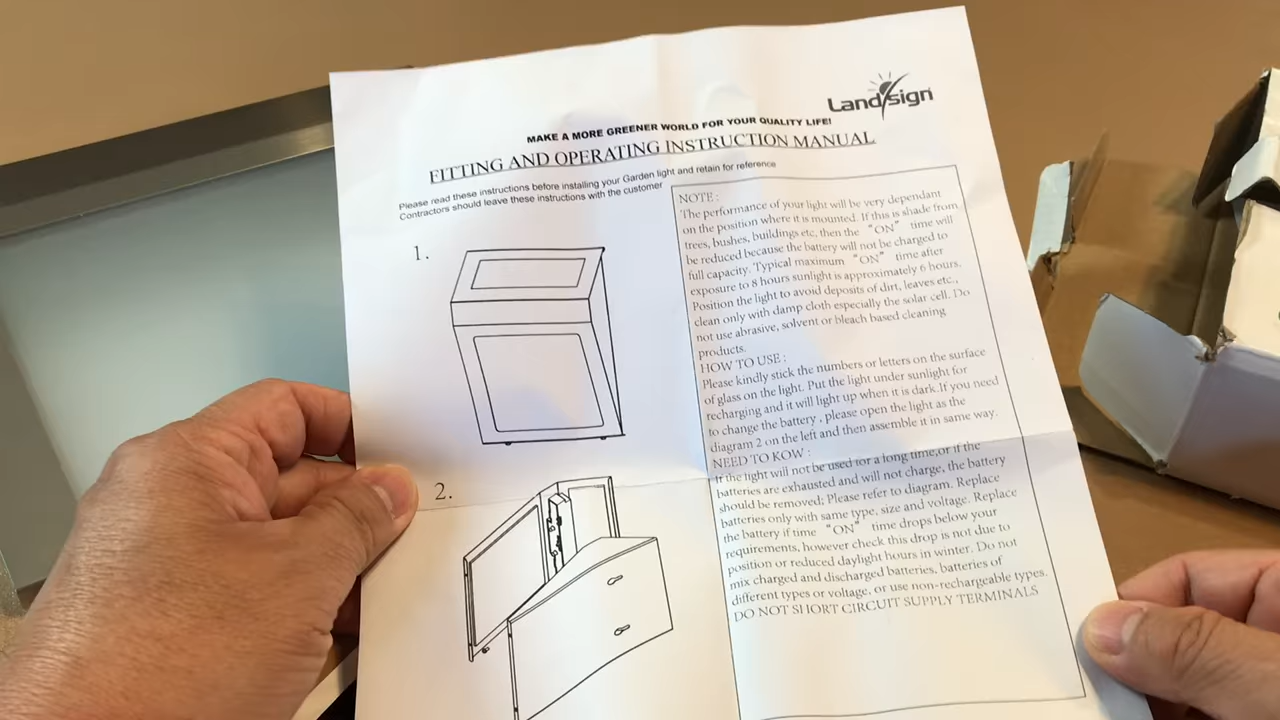 Landsign
MAKE A MORE GREENER WORLD FOR YOUR QUALITY LIFE!
FITTING AND OPERATING INSTRUCTION MANUAL
Please read these instructions before installing your Garden light and retain for reference
Contractors should leave these instructions with the customer
1.
2.
NOTE :
The performance of your light will be very dependant
on the position where it is mounted. If this is shade from
trees, bushes, buildings etc, then the “ON” time will
be reduced because the battery will not be charged to
full capacity. Typical maximum “ON” time after
exposure to 8 hours sunlight is approximately 6 hours.
Position the light to avoid deposits of dirt, leaves etc.,
clean only with damp cloth especially the solar cell. Do
not use abrasive, solvent or bleach based cleaning
products.
HOW TO USE :
Please kindly stick the numbers or letters on the surface
of glass on the light. Put the light under sunlight for
recharging and it will light up when it is dark.If you need
to change the battery , please open the light as the
diagram 2 on the left and then assemble it in same way.
NEED TO KOW :
If the light will not be used for a long time,or if the
batteries are exhausted and will not charge, the battery
should be removed; Please refer to diagram. Replace
batteries only with same type, size and voltage. Replace
the battery if time “ON” time drops below your
requirements, however check this drop is not due to
position or reduced daylight hours in winter. Do not
mix charged and discharged batteries, batteries of
different types or voltage, or use non-rechargeable types.
DO NOT SHORT CIRCUIT SUPPLY TERMINALS